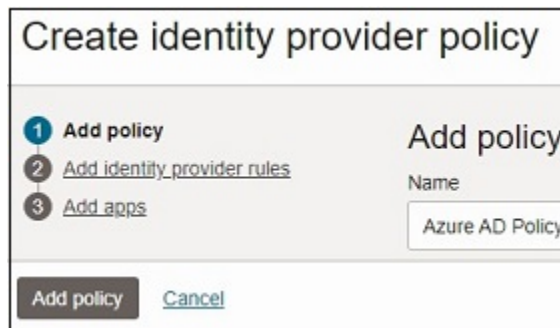 Create identity provider policy
1 Add policy
2 Add identity provider rules
3 Add apps
Add policy
Name
Azure AD Policy
Add policy Cancel